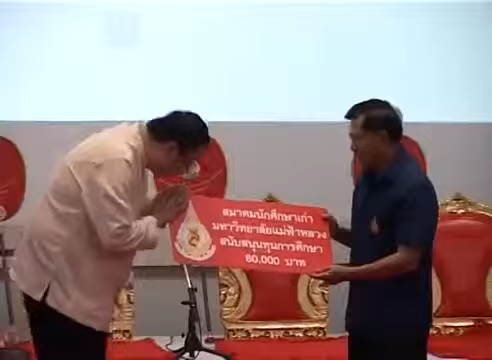 สมาคมนักศึกษาเก่า
มหาวิทยาลัยแม่ฟ้าหลวง
สนับสนุนทุนการศึกษา
60,000 บาท